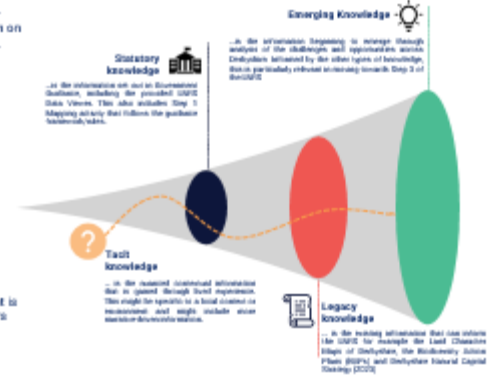 n on
Emerging Knowledge
...is the information beginning to emerge through
analysis of the challenges and opportunities across
Derbyshire informed by the other types of knowledge,
this is particularly relevant in moving towards Step 3 of
the LNRS
Statutory
knowledge
...is the information set out in Government
Guidance, including the provided LNRS
Data Viewer. This also includes Step 1
Mapping activity that follows the guidance
framework/rules.
?
Tacit
knowledge
... is the nuanced contextual information
that is gained through lived experience.
This might be specific to a local context or
environment and might include more
information.
t is
s
Legacy
knowledge
... is the existing information that can inform
the LNRS for example the Land Character
Maps of Derbyshire, the Biodiversity Action
Plans (BAPs) and Derbyshire Natural Capital
Strategy (2023)